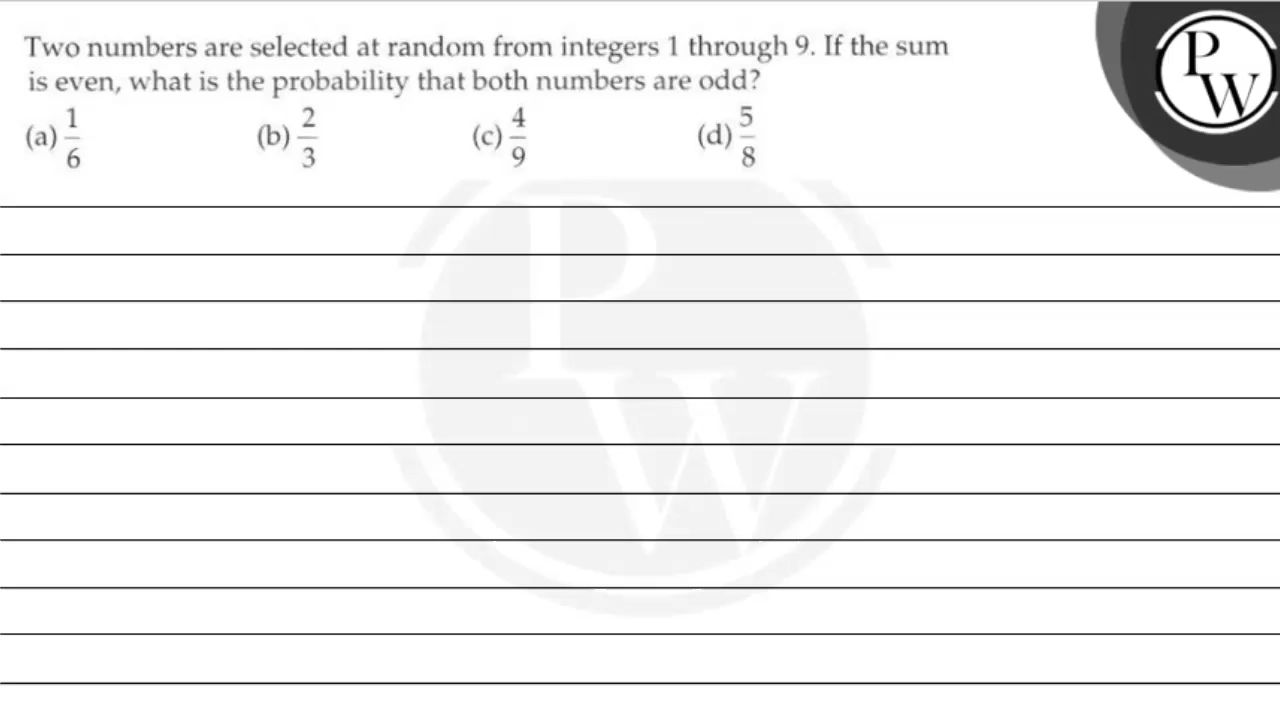 Two numbers are selected at random from integers 1 through 9. If the sum
is even, what is the probability that both numbers are odd?
(a) 1/6 (b) 2/3 (c) 4/9 (d) 5/8
PW
PW